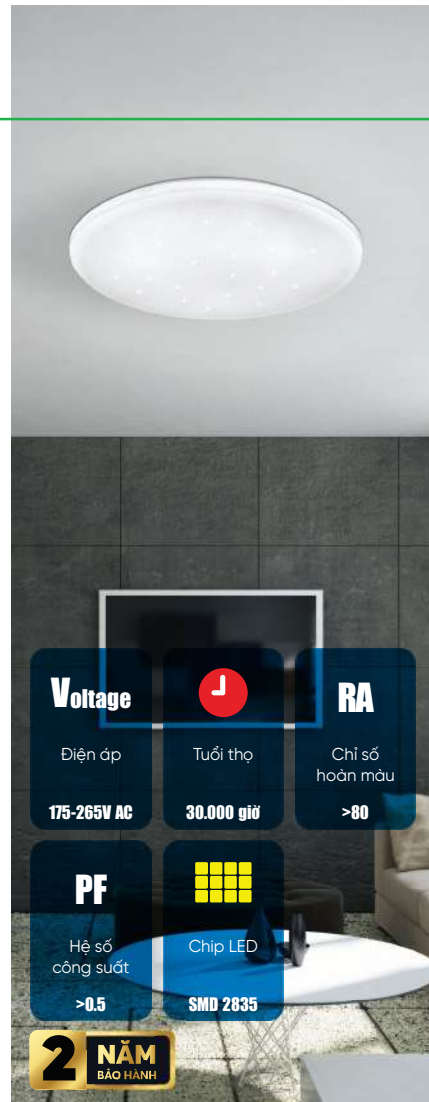 Voltage
Điện áp
175-265V AC
Tuổi thọ
30.000 giờ
RA
Chỉ số
hoàn màu
>80
PF
Hệ số
công suất
>0.5
Chip LED
SMD 2835
2 NĂM
BẢO HÀNH